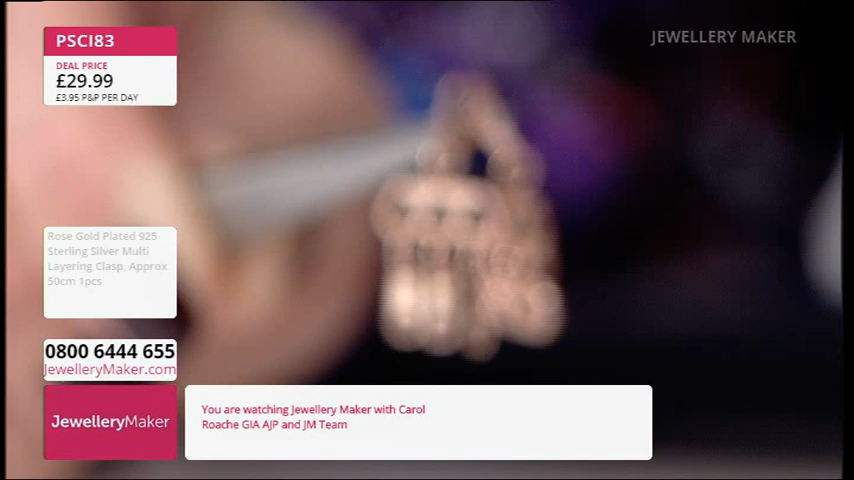 PSCI83
JEWELLERY MAKER
DEAL PRICE
£29.99
£3.95 P&P PER DAY
Rose Gold Plated 925
Sterling Silver Multi
Layering Clasp, Approx
50cm 1pcs
0800 6444 655
JewelleryMaker.com
JewelleryMaker
You are watching Jewellery Maker with Carol
Roache GIA AJP and JM Team